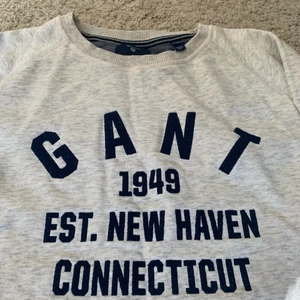 GANT
1949
EST. NEW HAVEN
CONNECTICUT